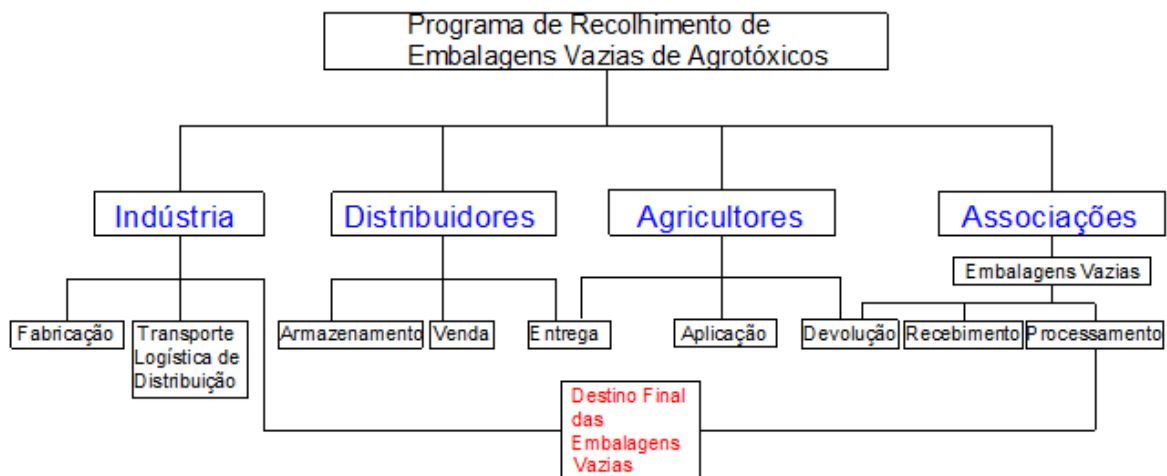 Programa de Recolhimento de
Embalagens Vazias de Agrotóxicos
Indústria
Distribuidores
Agricultores
Associações
Embalagens Vazias
Fabricação
Transporte
Logística de
Distribuição
Armazenamento
Venda
Entrega
Aplicação
Devolução
Recebimento
Processamento
Destino Final
das
Embalagens
Vazias